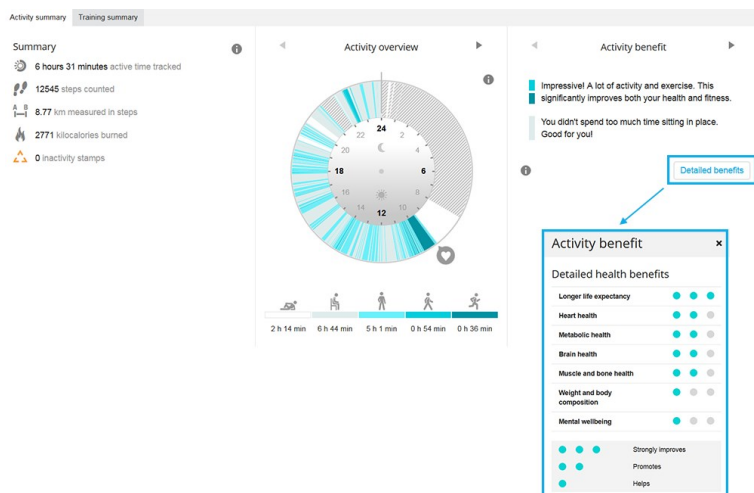 Activity summary
Training summary
Summary
6 hours 31 minutes active time tracked
12545 steps counted
A B
8.77 km measured in steps
2771 kilocalories burned
0 inactivity stamps
Activity overview
24
2
4
6
8
10
12
14
16
18
20
22
2 h 14 min
6 h 44 min
5 h 1 min
0 h 54 min
0 h 36 min
Activity benefit
Impressive! A lot of activity and exercise. This
significantly improves both your health and fitness.
You didn't spend too much time sitting in place.
Good for you!
Detailed benefits
Activity benefit
×
Detailed health benefits
Longer life expectancy
Heart health
Metabolic health
Brain health
Muscle and bone health
Weight and body
composition
Mental wellbeing
Strongly improves
Promotes
Helps